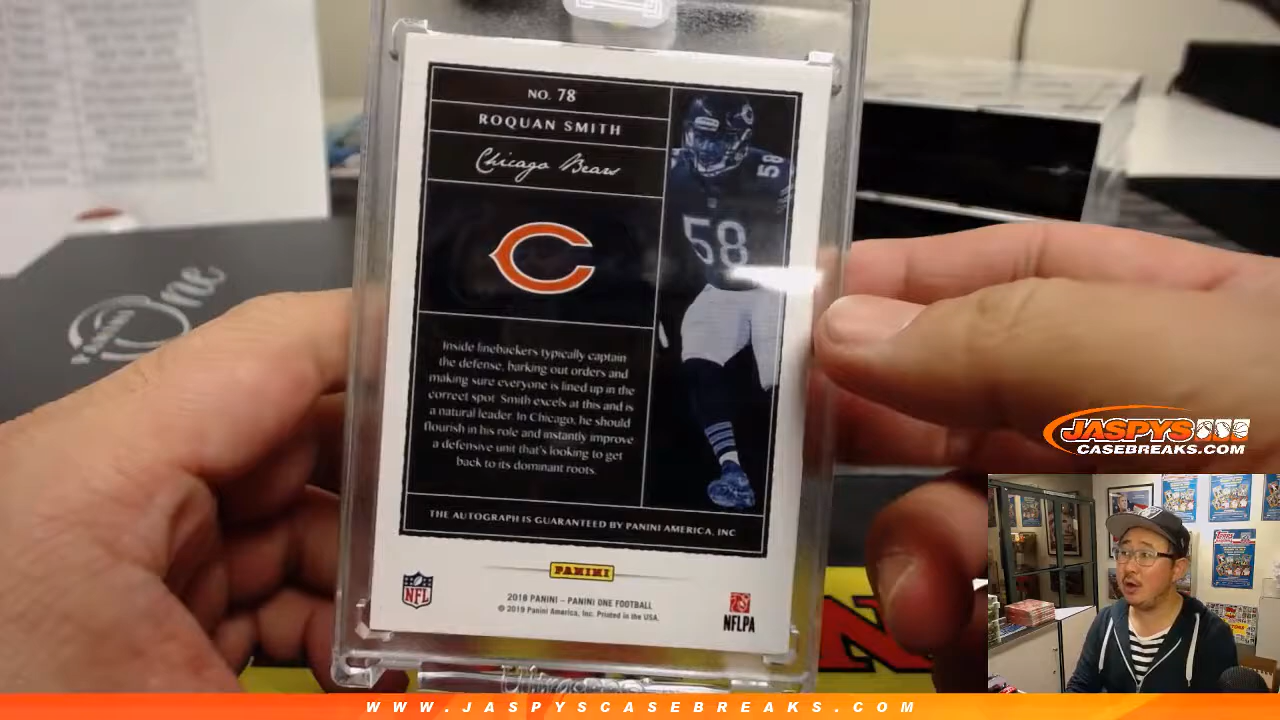 NO. 78
ROQUAN SMITH
Chicago Bears
58
58
Inside linebackers typically captain
the defense, barking out orders and
making sure everyone is lined up in the
correct spot. Smith excels at this and is
a natural leader. In Chicago, he should
flourish in his role and instantly improve
a defensive unit that's looking to get
back to its dominant roots.
THE AUTOGRAPH IS GUARANTEED BY PANINI AMERICA, INC
PANINI
NFL
2018 PANINI – PANINI ONE FOOTBALL
© 2019 Panini America, Inc. Printed in the USA.
NFLPA
PANINI
One
JASPYS
CASEBREAKS.COM
WWW.JASPYSCASEBREAKS.COM